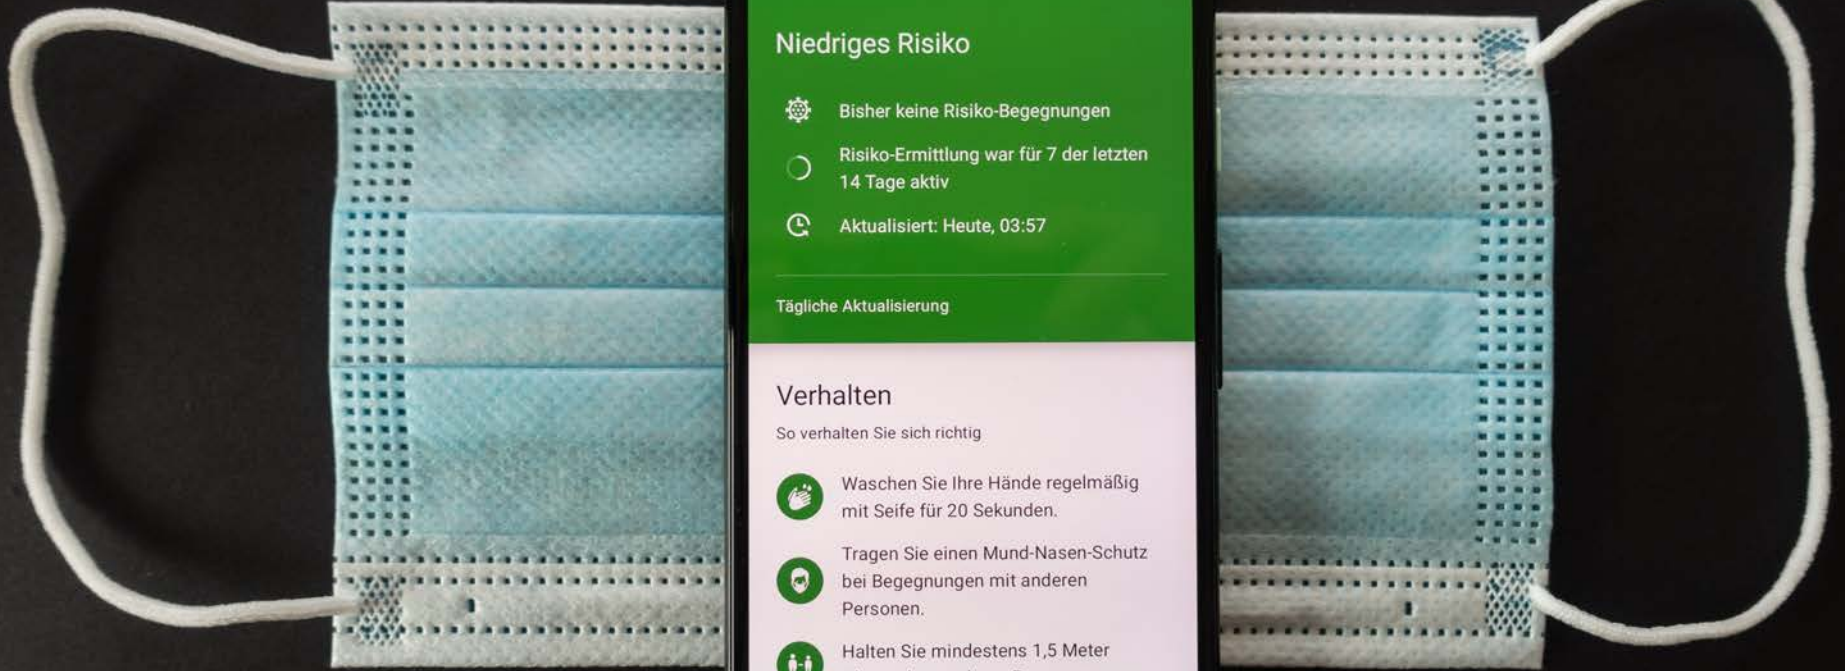 Niedriges Risiko
Bisher keine Risiko-Begegnungen
Risiko-Ermittlung war für 7 der letzten
14 Tage aktiv
Aktualisiert: Heute, 03:57
Tägliche Aktualisierung
Verhalten
So verhalten Sie sich richtig
Waschen Sie Ihre Hände regelmäßig
mit Seife für 20 Sekunden.
Tragen Sie einen Mund-Nasen-Schutz
bei Begegnungen mit anderen
Personen.
Halten Sie mindestens 1,5 Meter